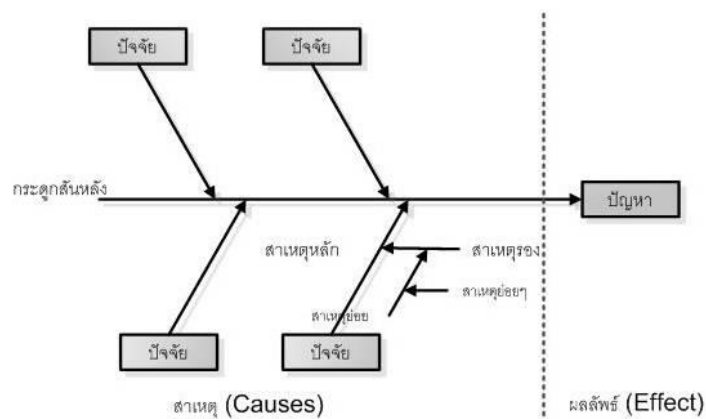 ปัจจัย
ปัจจัย
กระดูกสันหลัง
ปัญหา
สาเหตุหลัก
สาเหตุรอง
สาเหตุย่อยๆ
สาเหตุย่อย
ปัจจัย
ปัจจัย
สาเหตุ (Causes)
ผลลัพธ์ (Effect)